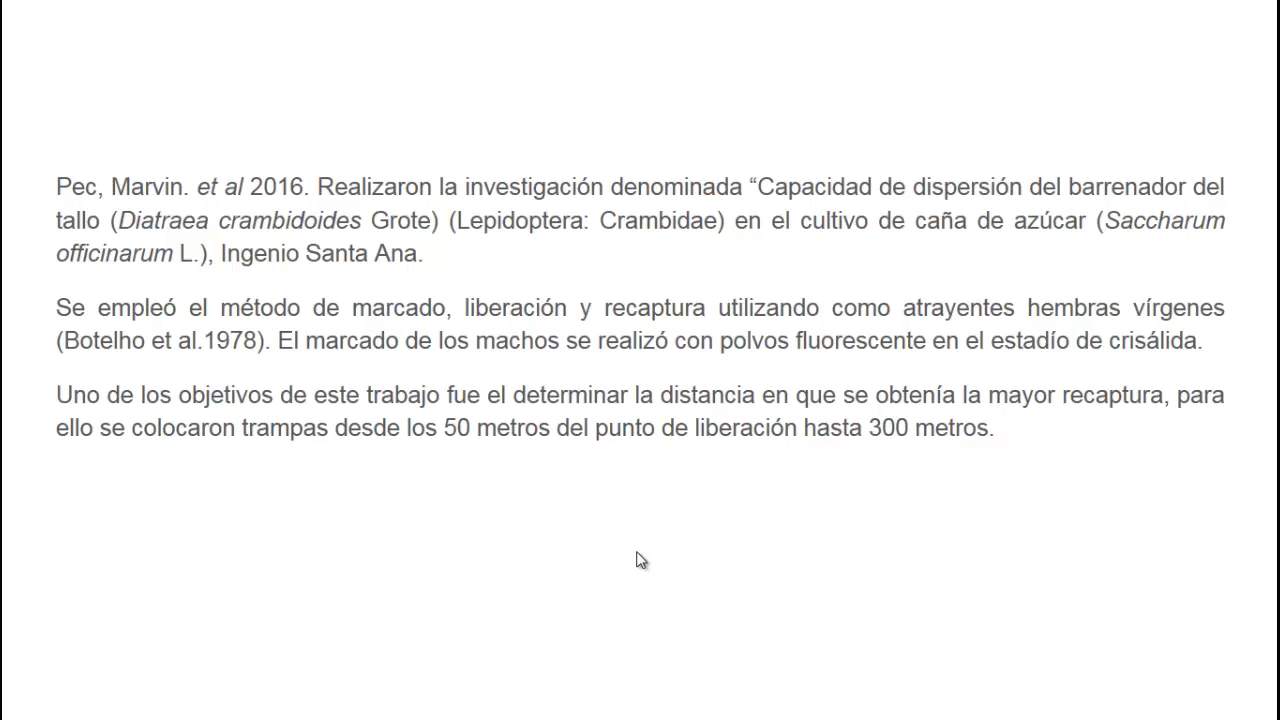 Pec, Marvin. et al 2016. Realizaron la investigación denominada “Capacidad de dispersión del barrenador del
tallo (Diatraea crambidoides Grote) (Lepidoptera: Crambidae) en el cultivo de caña de azúcar (Saccharum
officinarum L.), Ingenio Santa Ana.
Se empleó el método de marcado, liberación y recaptura utilizando como atrayentes hembras vírgenes
(Botelho et al.1978). El marcado de los machos se realizó con polvos fluorescente en el estadío de crisálida.
Uno de los objetivos de este trabajo fue el determinar la distancia en que se obtenía la mayor recaptura, para
ello se colocaron trampas desde los 50 metros del punto de liberación hasta 300 metros.